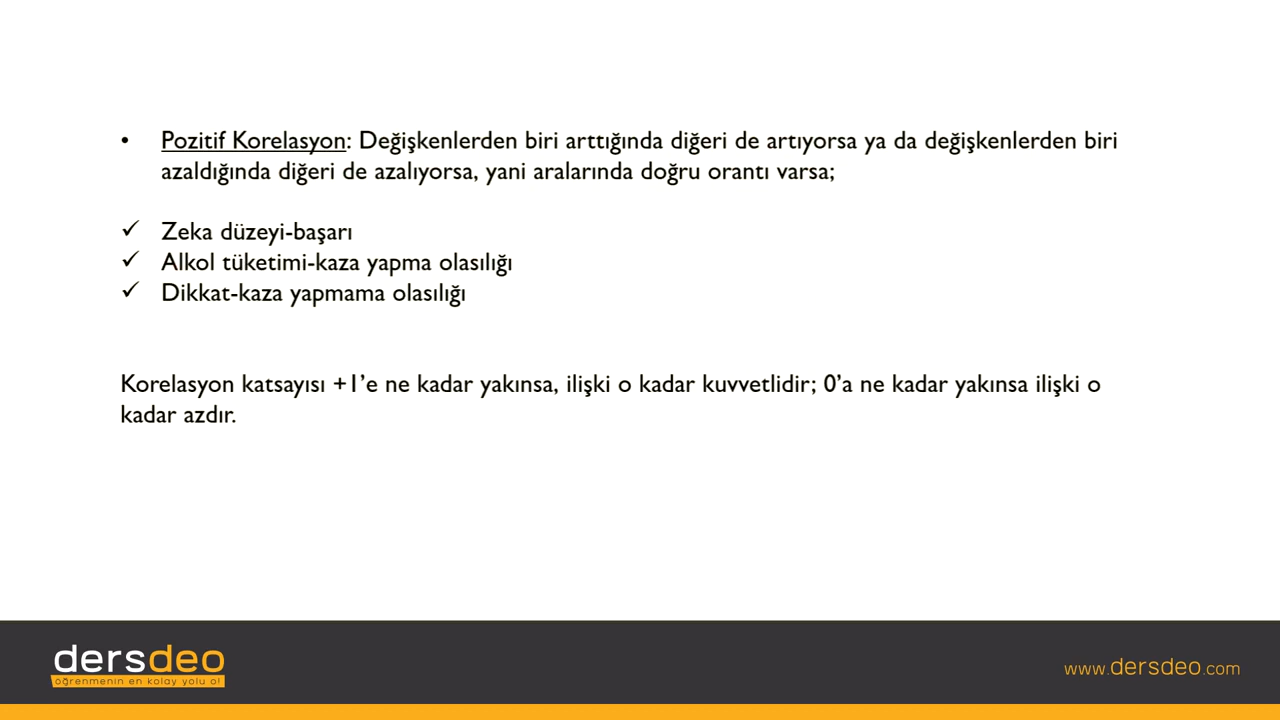 • Pozitif Korelasyon: Değişkenlerden biri arttığında diğeri de artıyorsa ya da değişkenlerden biri
azaldığında diğeri de azalıyorsa, yani aralarında doğru orantı varsa;
✓ Zeka düzeyi-başarı
✓ Alkol tüketimi-kaza yapma olasılığı
✓ Dikkat-kaza yapmama olasılığı
Korelasyon katsayısı +1’e ne kadar yakınsa, ilişki o kadar kuvvetlidir; 0’a ne kadar yakınsa ilişki o
kadar azdır.
dersdeo
öğrenmenin en kolay yolu o!
www.dersdeo.com